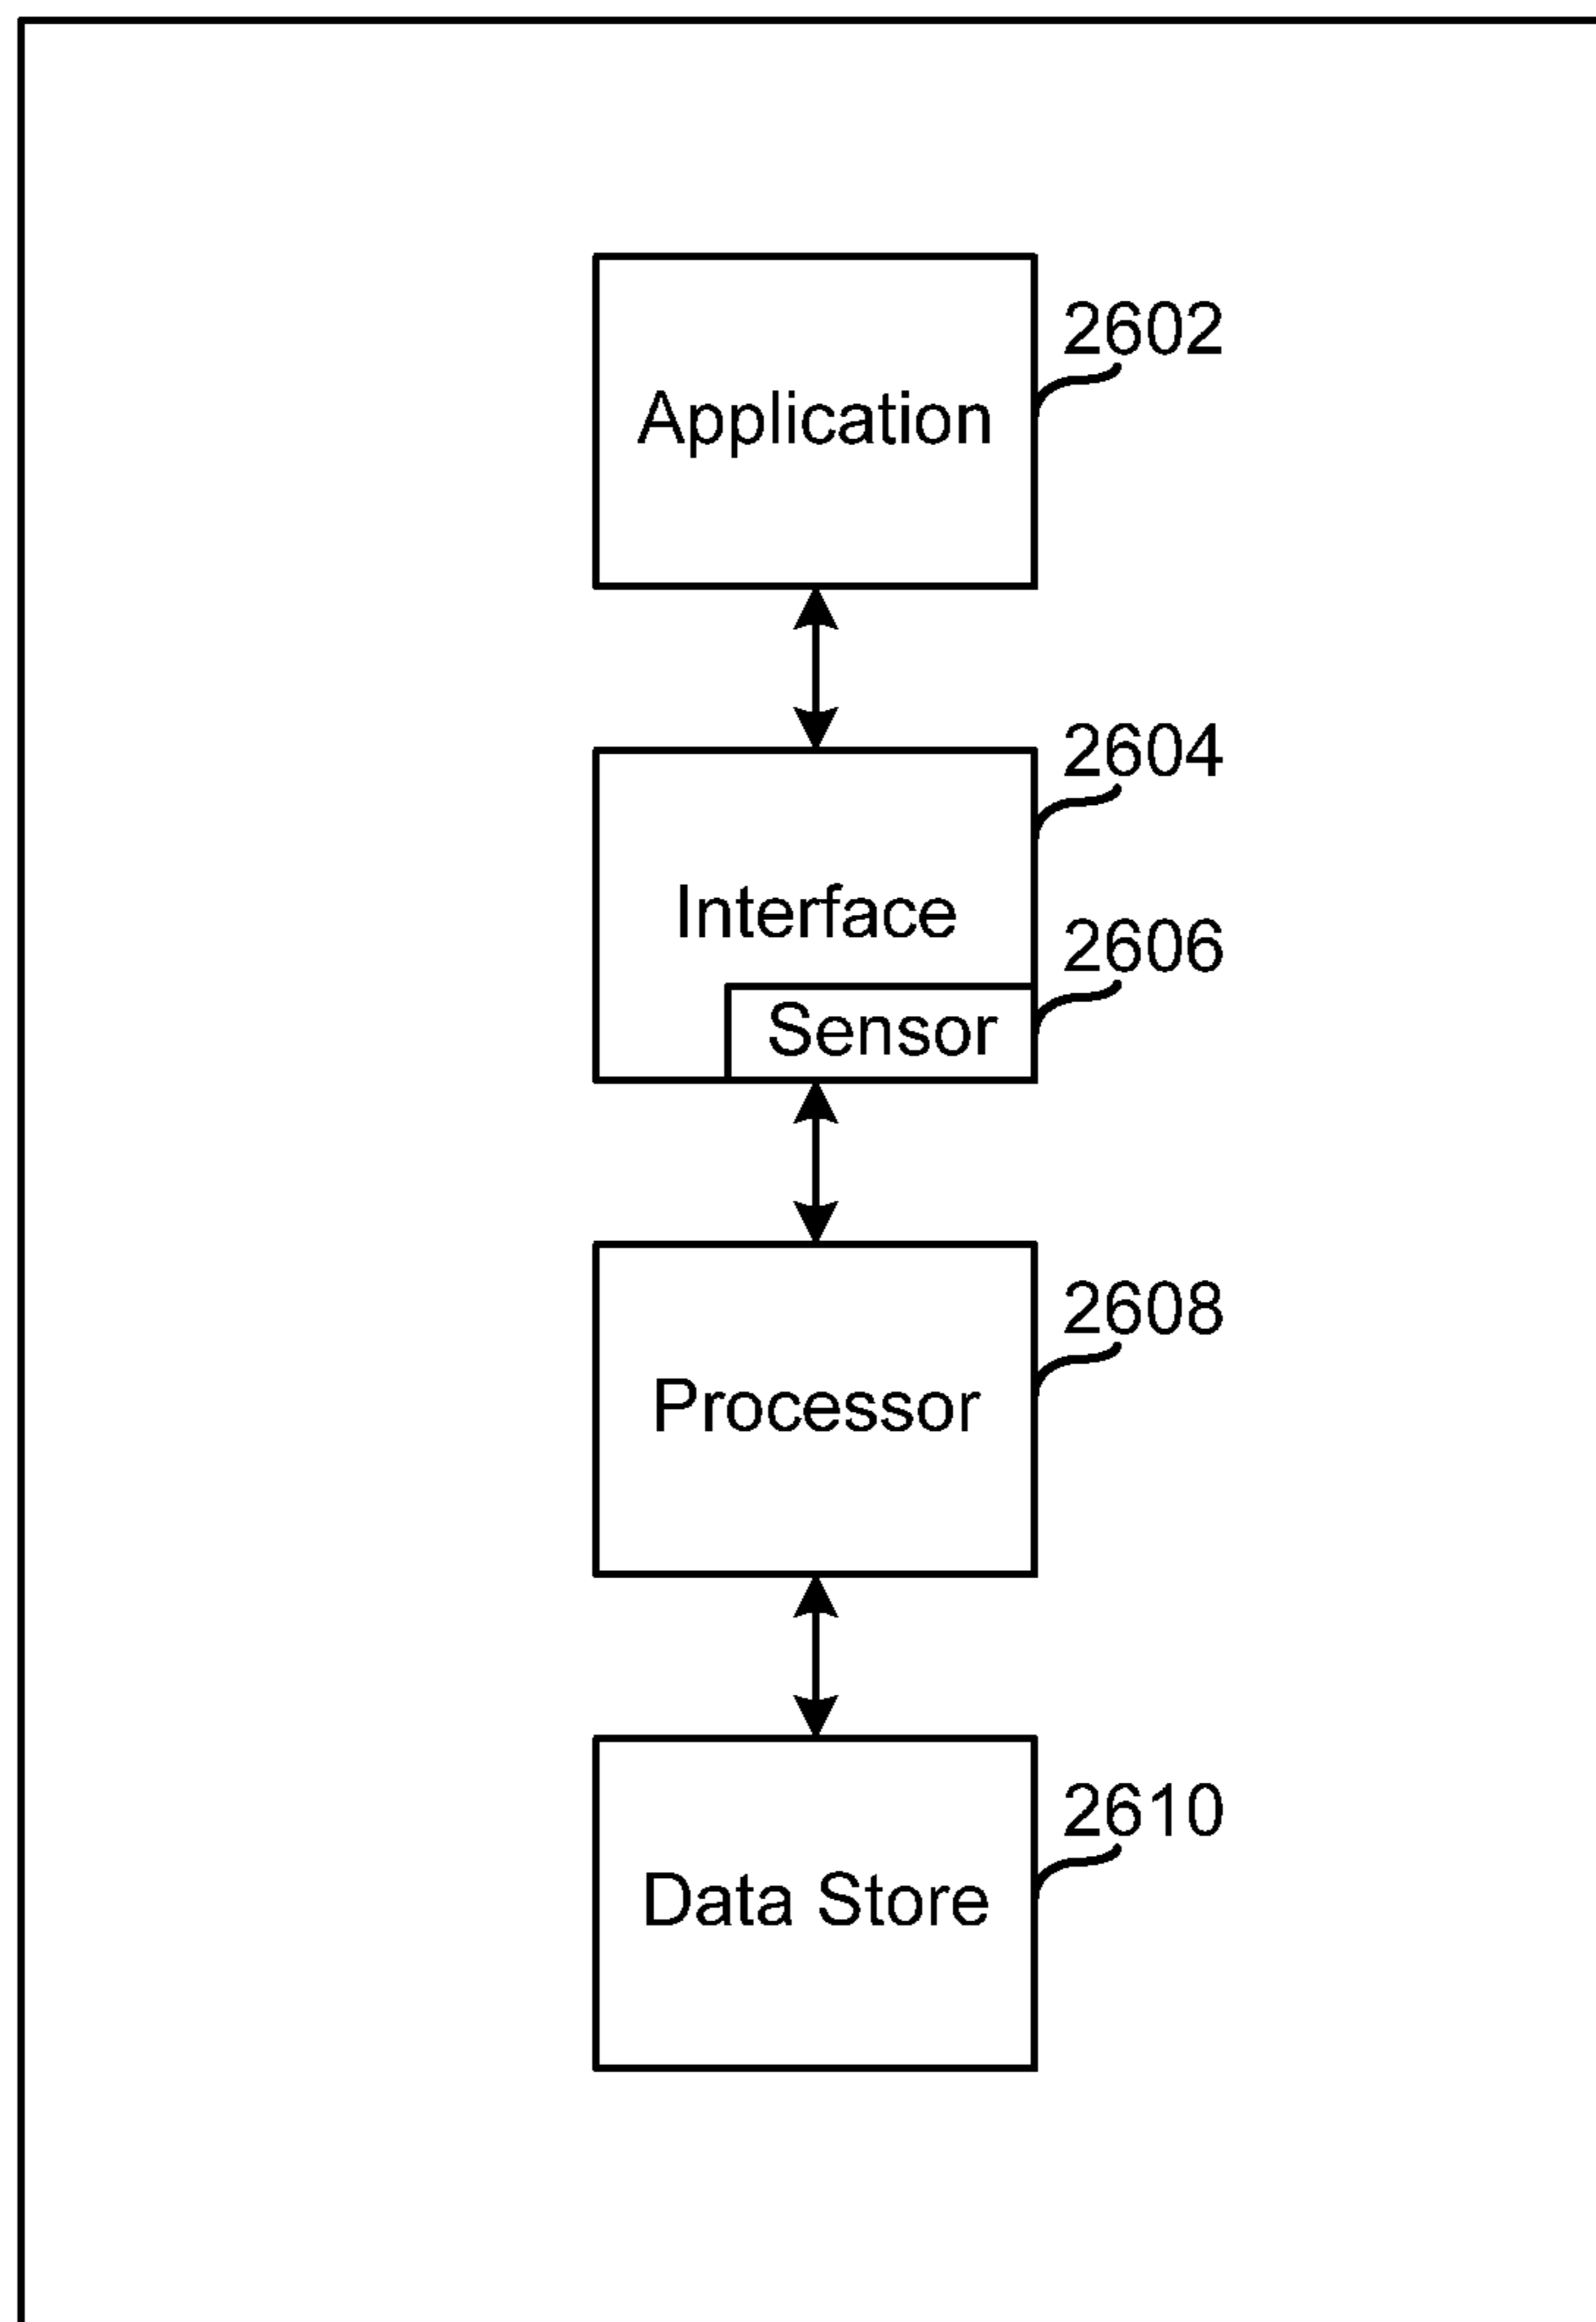 Application
2602
Interface
2604
Sensor
2606
Processor
2608
Data Store
2610